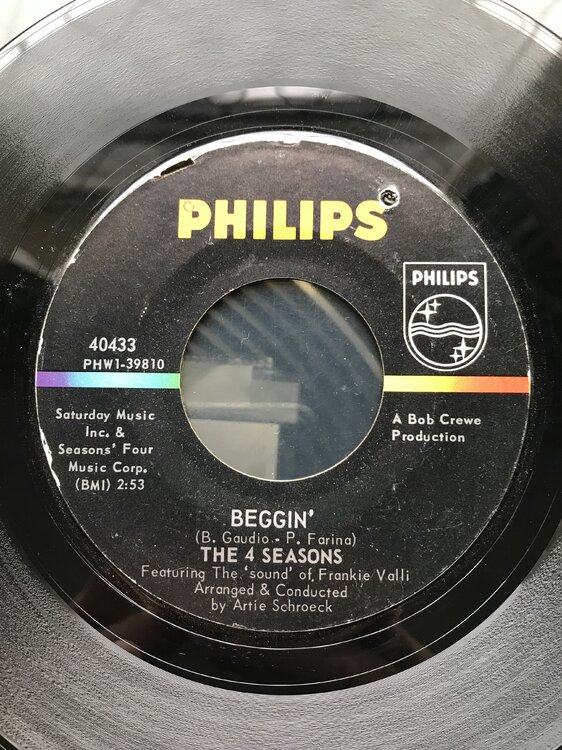 PHILIPS
PHILIPS
40433
PHW1-39810
Saturday Music
Inc. &
Seasons' Four
Music Corp.
(BMI) 2:53
A Bob Crewe
Production
BEGGIN'
(B. Gaudio - P. Farina)
THE 4 SEASONS
Featuring The 'sound' of Frankie Valli
Arranged & Conducted
by Artie Schroeck